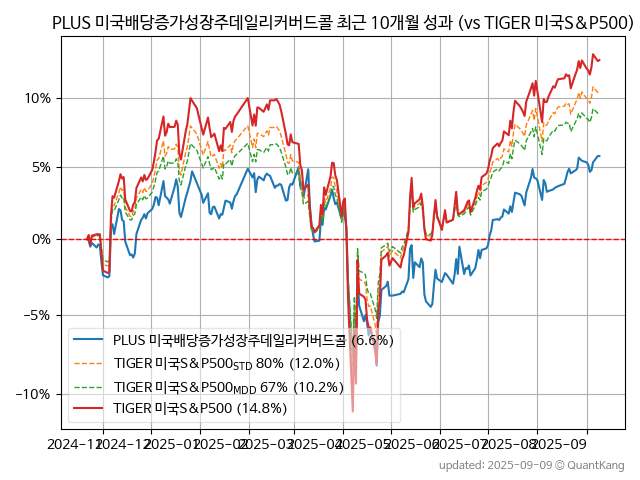 PLUS 미국배당증가성장주데일리커버드콜 최근 10개월 성과 (vs TIGER 미국S&P500)
10%
5%
0%
−5%
−10%
PLUS 미국배당증가성장주데일리커버드콜 (6.6%)
TIGER 미국S&P500STD 80% (12.0%)
TIGER 미국S&P500MDD 67% (10.2%)
TIGER 미국S&P500 (14.8%)
2024-11 2024-12 2025-01 2025-02 2025-03 2025-04 2025-05 2025-06 2025-07 2025-08 2025-09
updated: 2025-09-09 © QuantKang